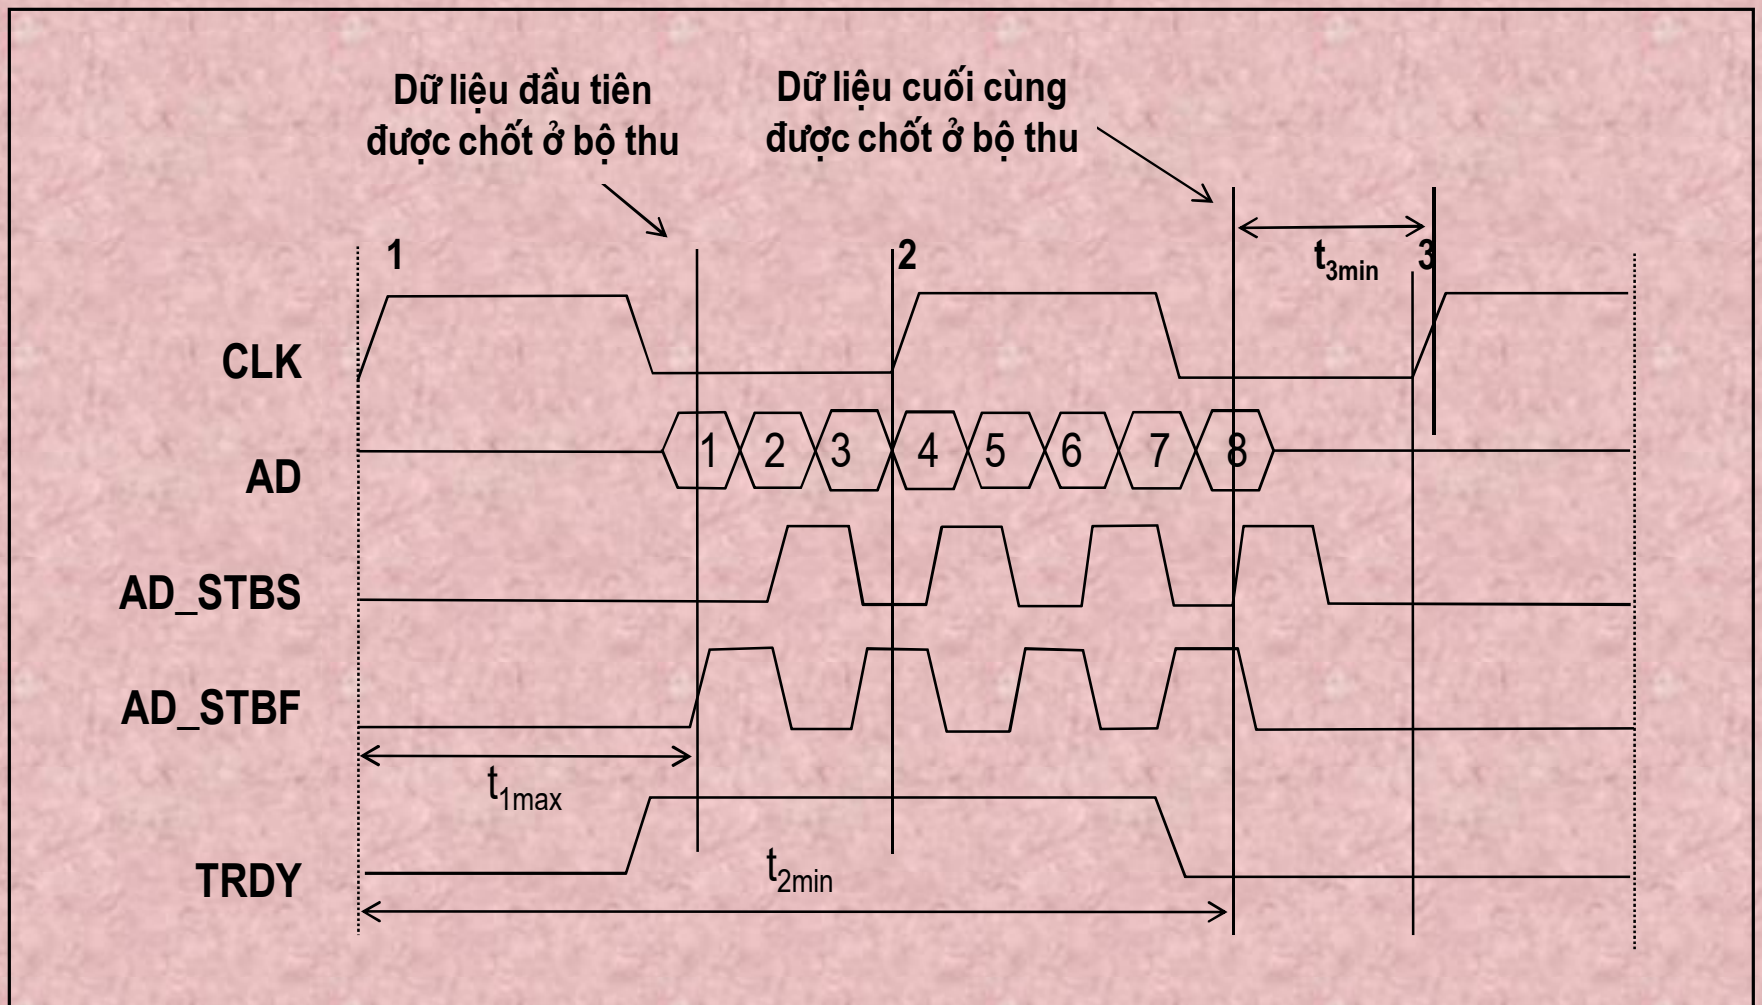 Dữ liệu đầu tiên
được chốt ở bộ thu
Dữ liệu cuối cùng
được chốt ở bộ thu
1
2
t3min
3
CLK
AD
1 2 3 4 5 6 7 8
AD_STBS
AD_STBF
t1max
TRDY
t2min